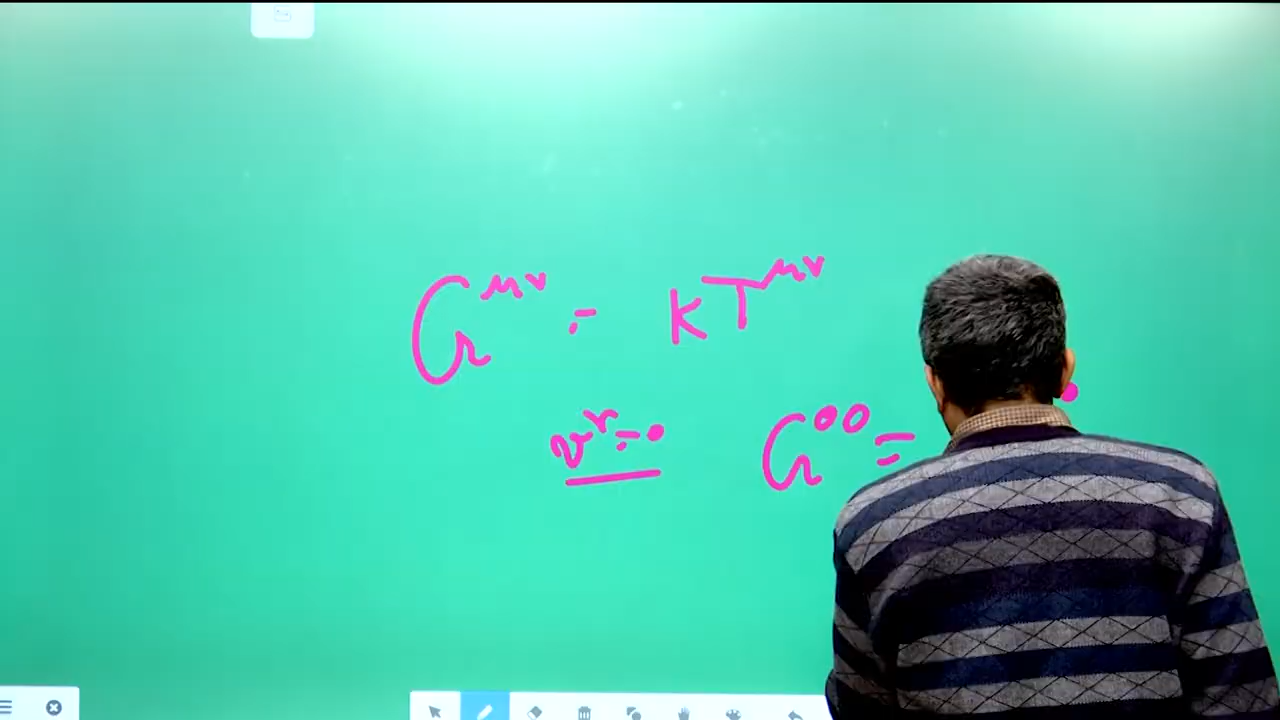 G^{μν} = kT^{μν}
v^r = 0 G^{00} =